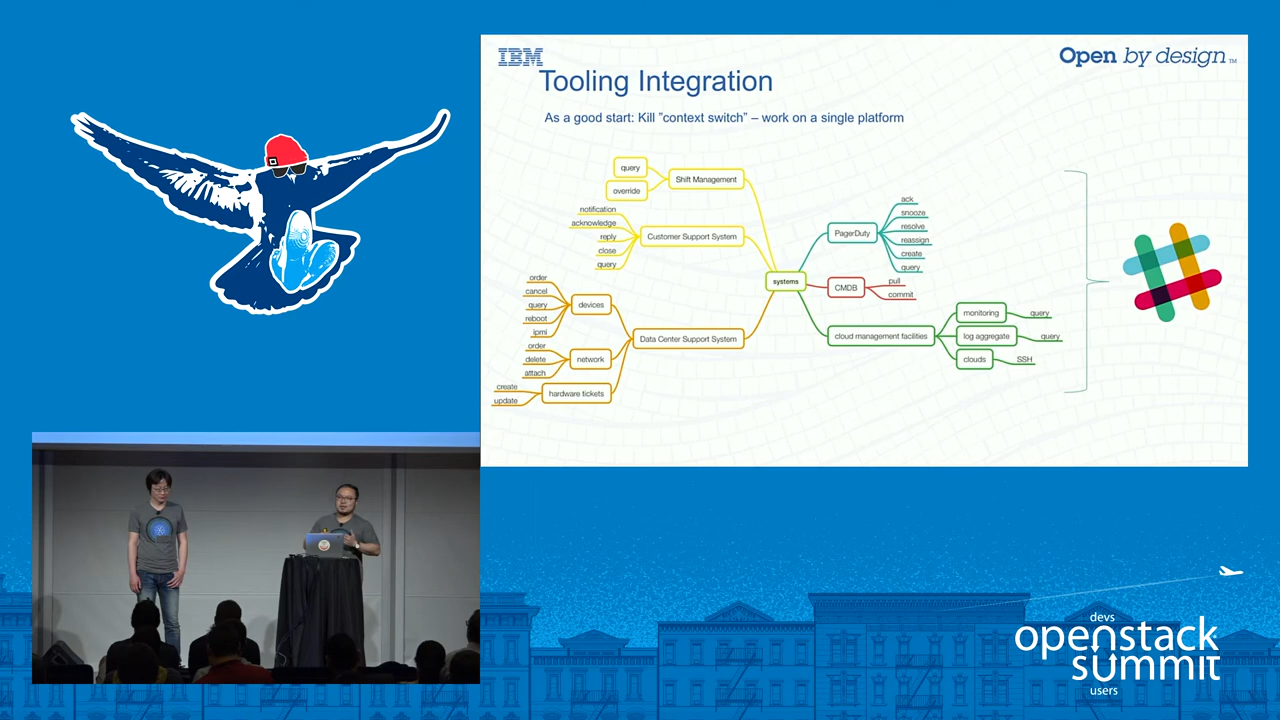 IBM
Open by design™
Tooling Integration
As a good start: Kill "context switch" – work on a single platform
query
override
Shift Management
notification
acknowledge
reply
close
query
Customer Support System
order
cancel
query
reboot
ipmi
devices
order
delete
attach
network
create
update
hardware tickets
Data Center Support System
systems
PagerDuty
ack
snooze
resolve
reassign
create
query
CMDB
pull
commit
cloud management facilities
monitoring
query
log aggregate
query
clouds
SSH
devs
openstack
summit
users